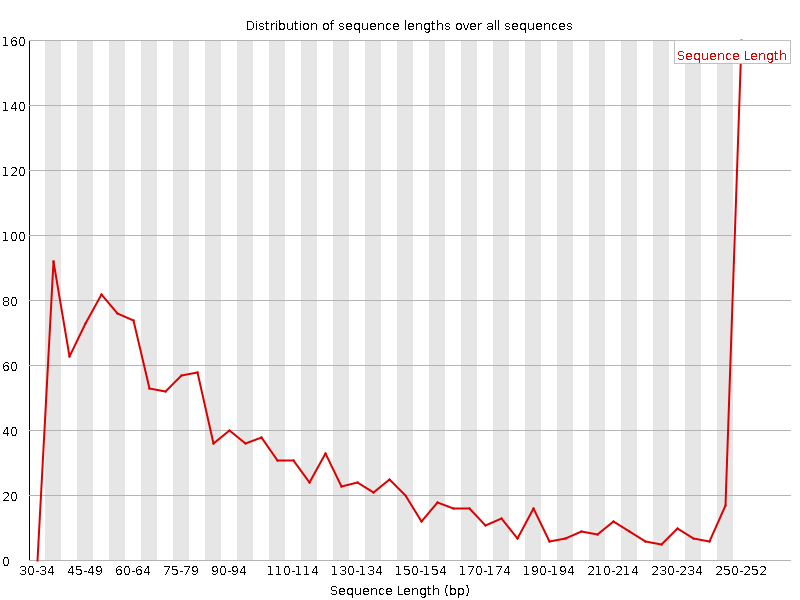 Distribution of sequence lengths over all sequences
Sequence Length
160
140
120
100
80
60
40
20
0
30-34 45-49 60-64 75-79 90-94 110-114 130-134 150-154 170-174 190-194 210-214 230-234 250-252
Sequence Length (bp)